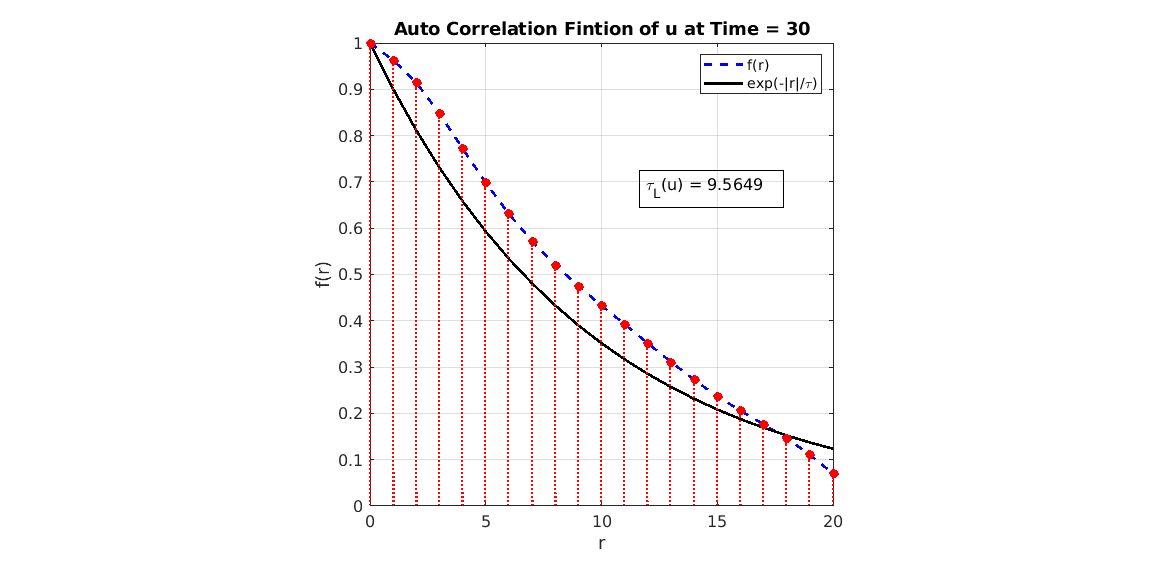 Auto Correlation Fintion of u at Time = 30
1
0.9
0.8
0.7
0.6
0.5
0.4
0.3
0.2
0.1
0
f(r)
f(r)
exp(-|r|/τ)
τL(u) = 9.5649
0 5 10 15 20
r